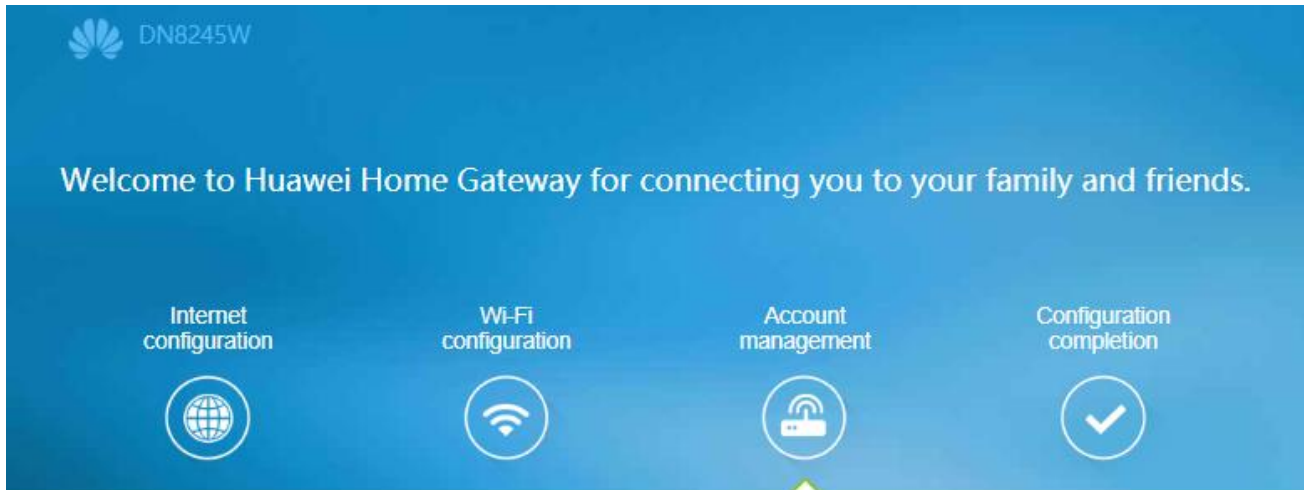 DN8245W
Welcome to Huawei Home Gateway for connecting you to your family and friends.
Internet
configuration
Wi-Fi
configuration
Account
management
Configuration
completion